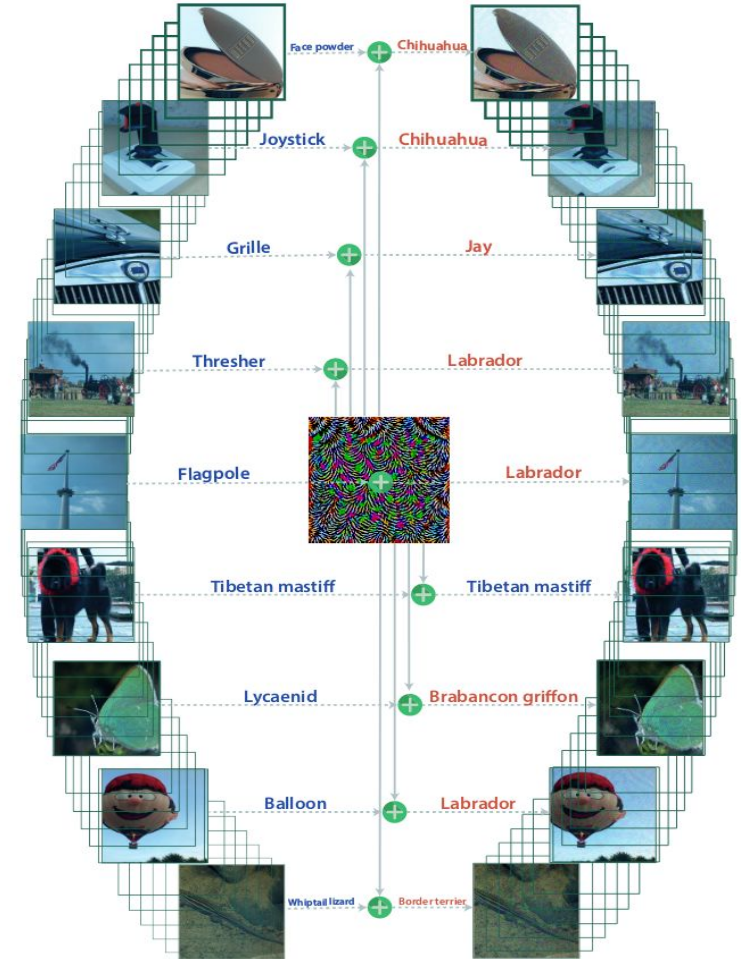 Face powder Chihuahua
Joystick Chihuahua
Grille Jay
Thresher Labrador
Flagpole Labrador
Tibetan mastiff Tibetan mastiff
Lycaenid Brabancon griffon
Balloon Labrador
Whiptail lizard Border terrier